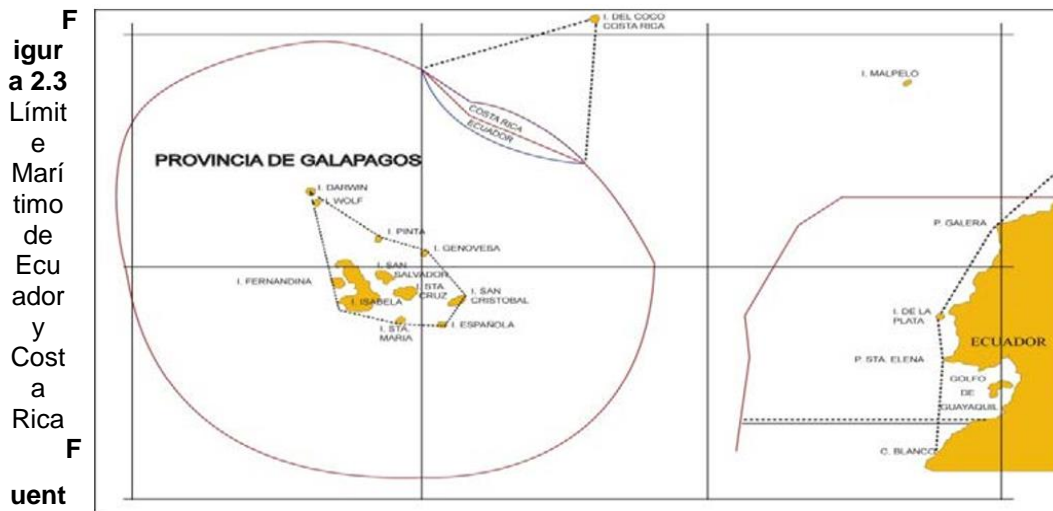 F
igur
a 2.3
Límit
e
Marí
timo
de
Ecu
ador
y
Cost
a
Rica
F
uent
I. DEL COCO
COSTA RICA
I. MALPELO
COSTA RICA
ECUADOR
PROVINCIA DE GALAPAGOS
I. DARWIN
I. WOLF
I. PINTA
I. GENOVESA
I. SAN
SALVADOR
I. FERNANDINA
I. STA.
CRUZ
I. SAN
CRISTOBAL
I. ISABELA
I. STA.
MARIA
I. ESPAÑOLA
P. GALERA
I. DE LA
PLATA
ECUADOR
P. STA. ELENA
GOLFO
DE
GUAYAQUIL
C. BLANCO